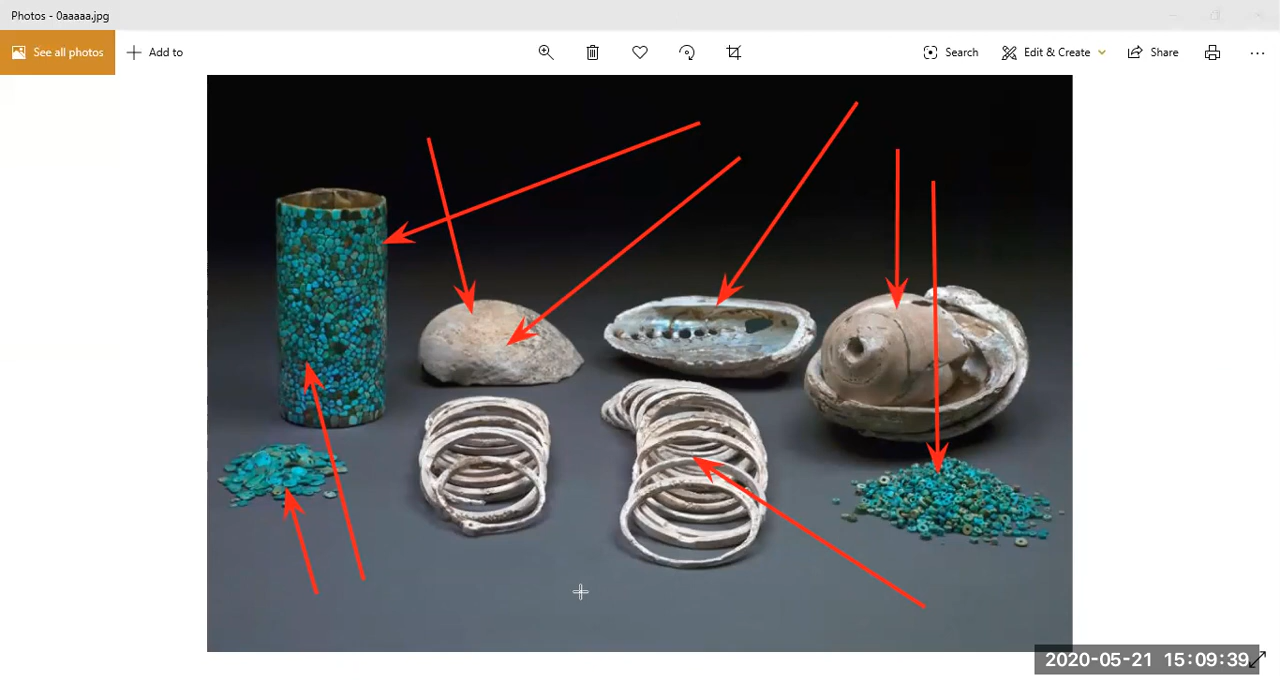 Photos - 0aaaaa.jpg
See all photos
Add to
Search
Edit & Create
Share
2020-05-21 15:09:39